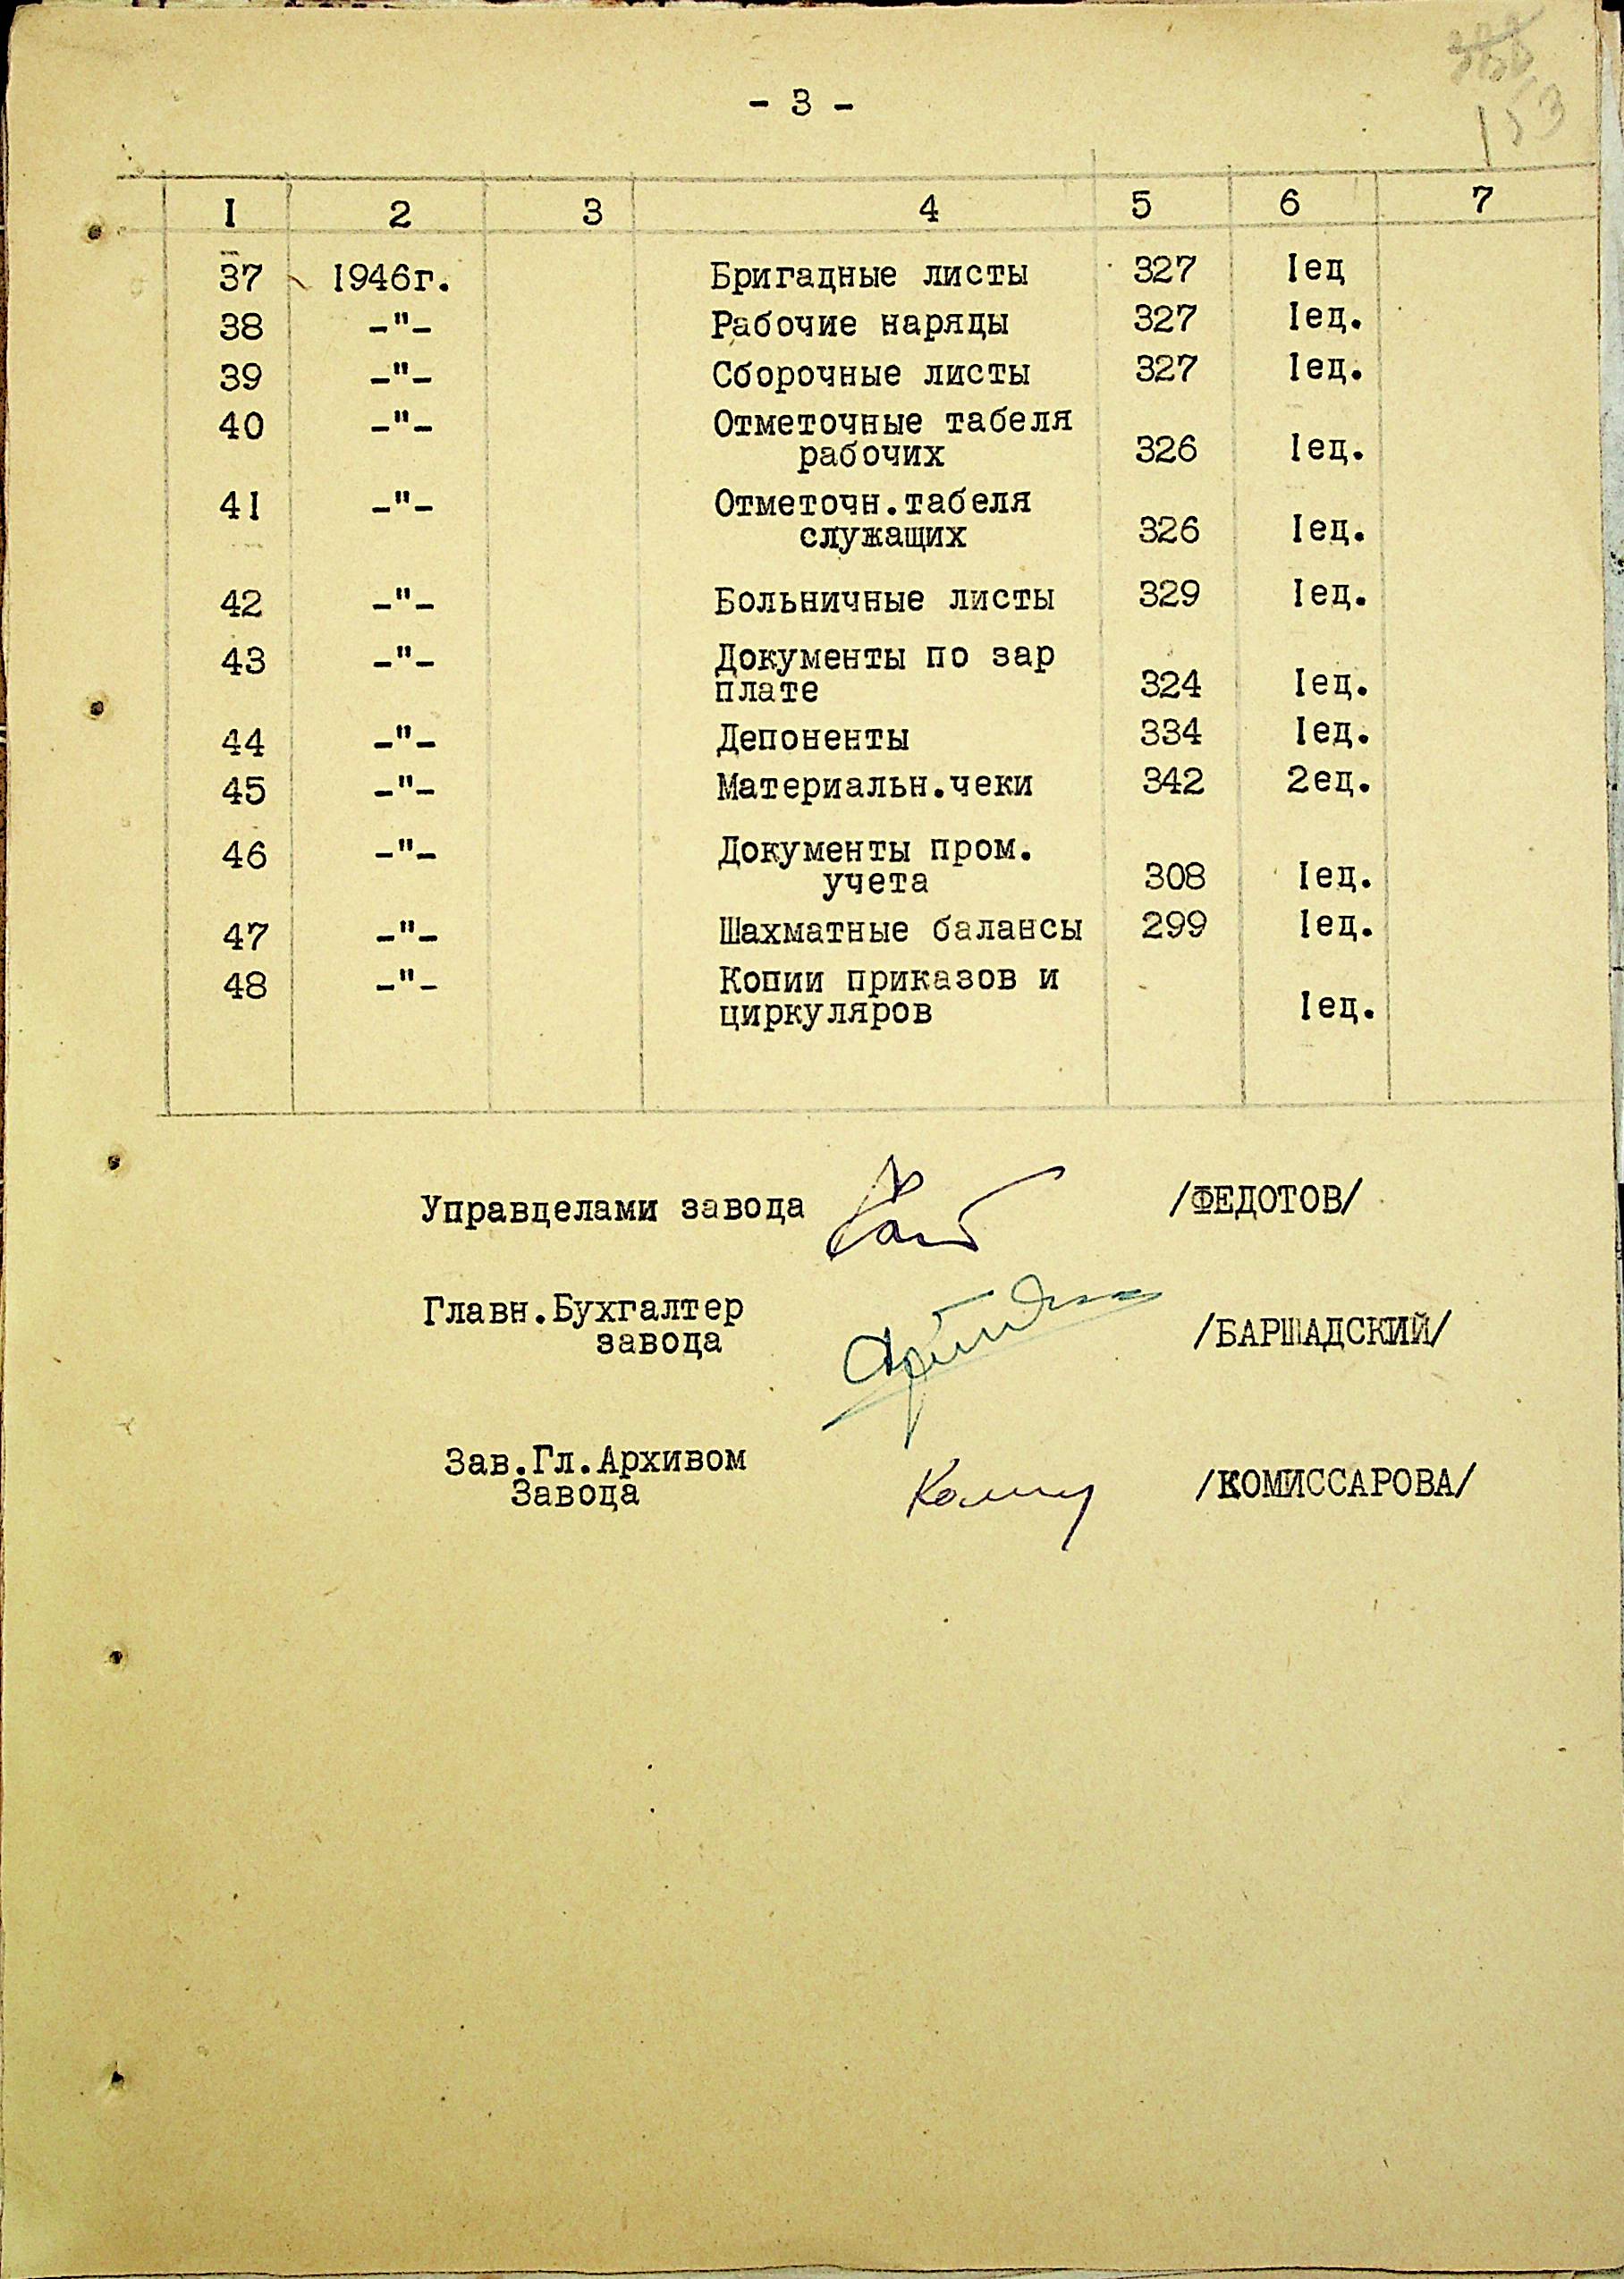 153
- 3 -
I 2 3 4 5 6 7
37 1946г. Бригадные листы 327 Iед
38 -"- Рабочие наряды 327 Iед.
39 -"- Сборочные листы 327 Iед.
40 -"- Отметочные табеля
рабочих 326 Iед.
41 -"- Отметочн.табеля
служащих 326 Iед.
42 -"- Больничные листы 329 Iед.
43 -"- Документы по зар
плате 324 Iед.
44 -"- Депоненты 334 Iед.
45 -"- Материальн.чеки 342 2ед.
46 -"- Документы пром.
учета 308 Iед.
47 -"- Шахматные балансы 299 Iед.
48 -"- Копии приказов и
циркуляров Iед.
Управделами завода /ФЕДОТОВ/
Главн.Бухгалтер
завода /БАРШАДСКИЙ/
Зав.Гл.Архивом
Завода /КОМИССАРОВА/